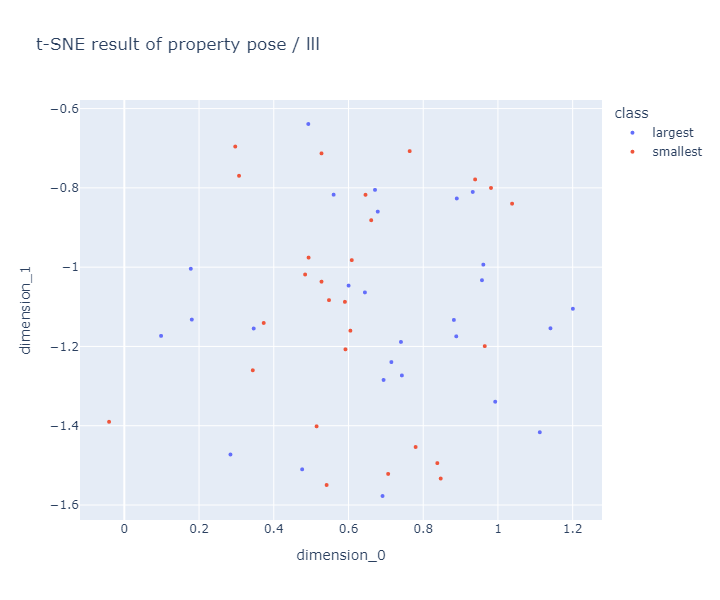 t-SNE result of property pose / lll
class
largest
smallest
−0.6
−0.8
−1
−1.2
−1.4
−1.6
dimension_1
0
0.2
0.4
0.6
0.8
1
1.2
dimension_0